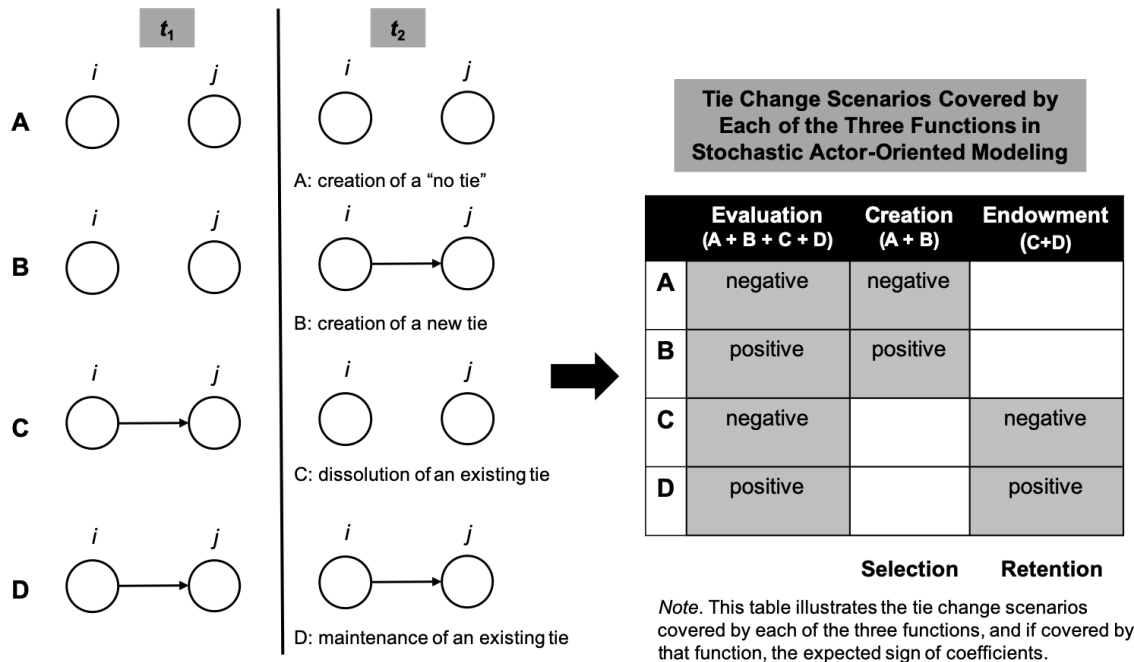 t₁
t₂
i j i j
A
A: creation of a “no tie”
i j i j
B
B: creation of a new tie
i j i j
C
C: dissolution of an existing tie
i j i j
D
D: maintenance of an existing tie
Tie Change Scenarios Covered by
Each of the Three Functions in
Stochastic Actor-Oriented Modeling
Evaluation Creation Endowment
(A + B + C + D) (A + B) (C+D)
A negative negative
B positive positive
C negative negative
D positive positive
Selection Retention
Note. This table illustrates the tie change scenarios
covered by each of the three functions, and if covered by
that function, the expected sign of coefficients.